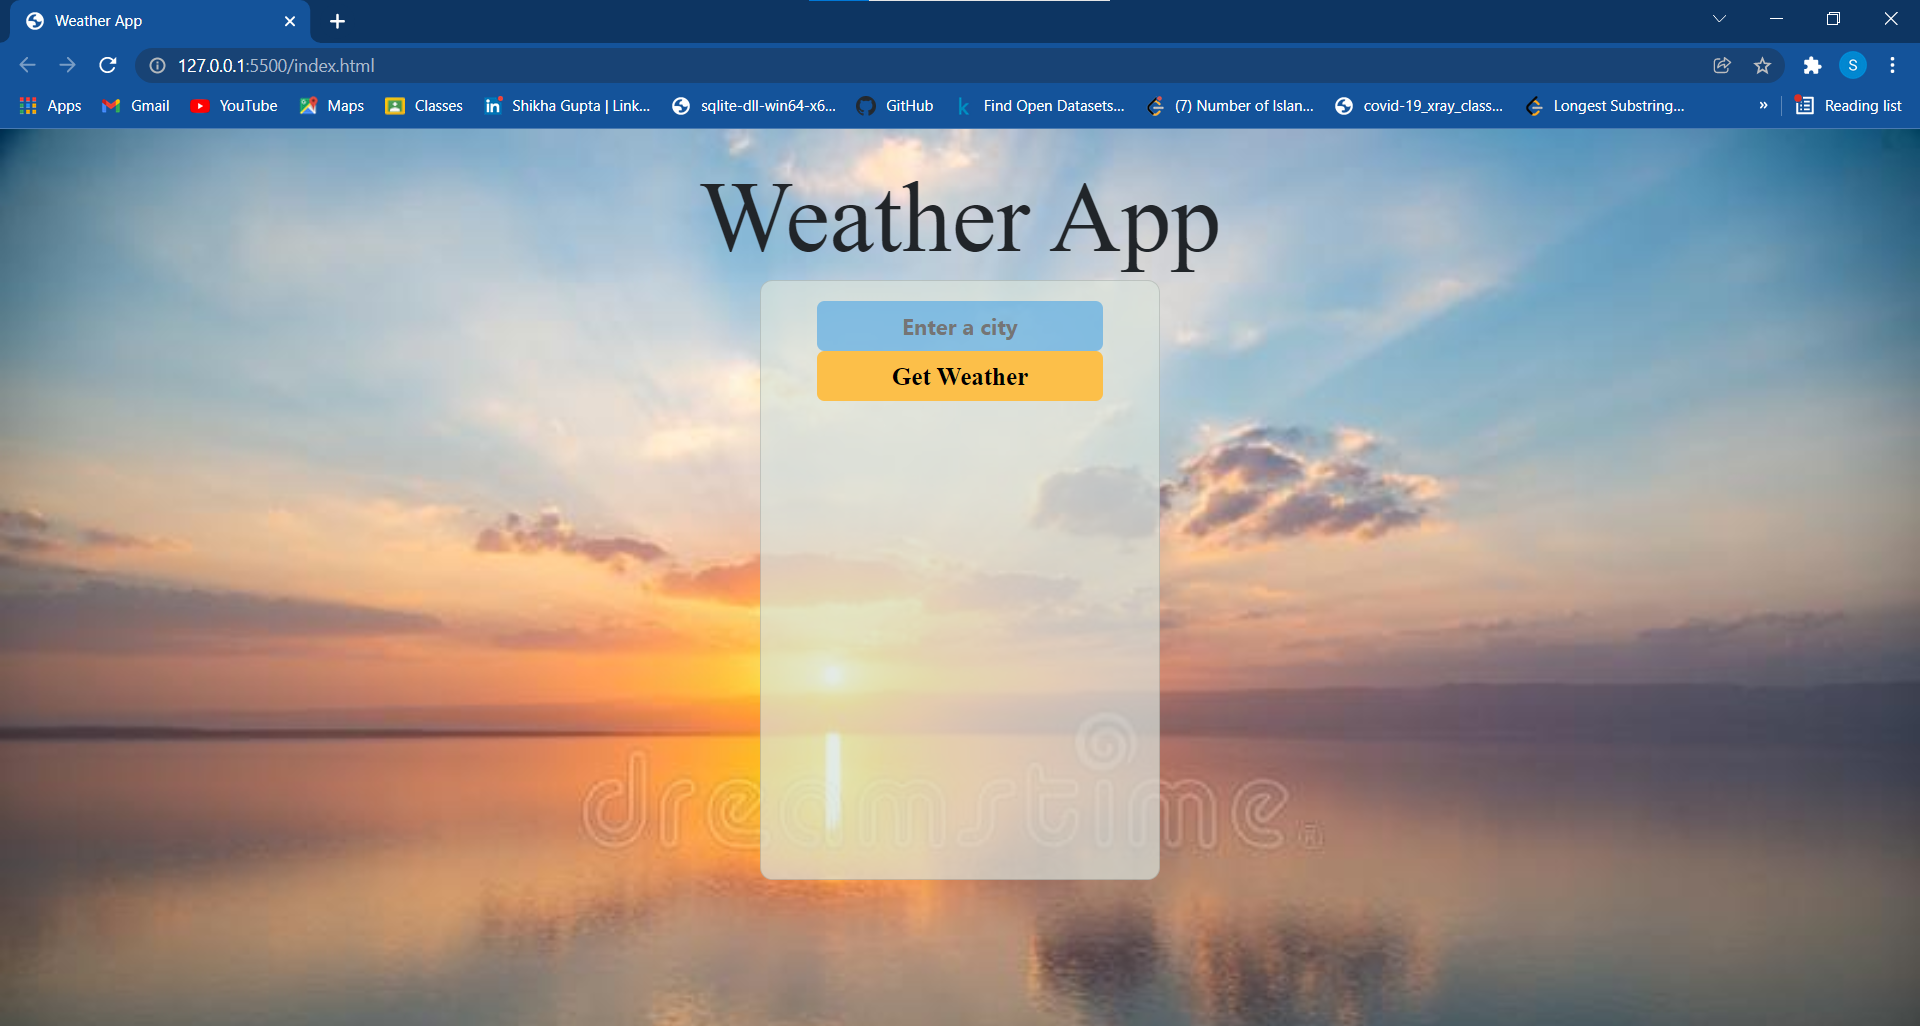 Weather App
127.0.0.1:5500/index.html
S
Apps Gmail YouTube Maps Classes Shikha Gupta | Link... sqlite-dll-win64-x6... GitHub Find Open Datasets... (7) Number of Islan... covid-19_xray_class... Longest Substring... » Reading list
Weather App
Enter a city
Get Weather
dreamstime®